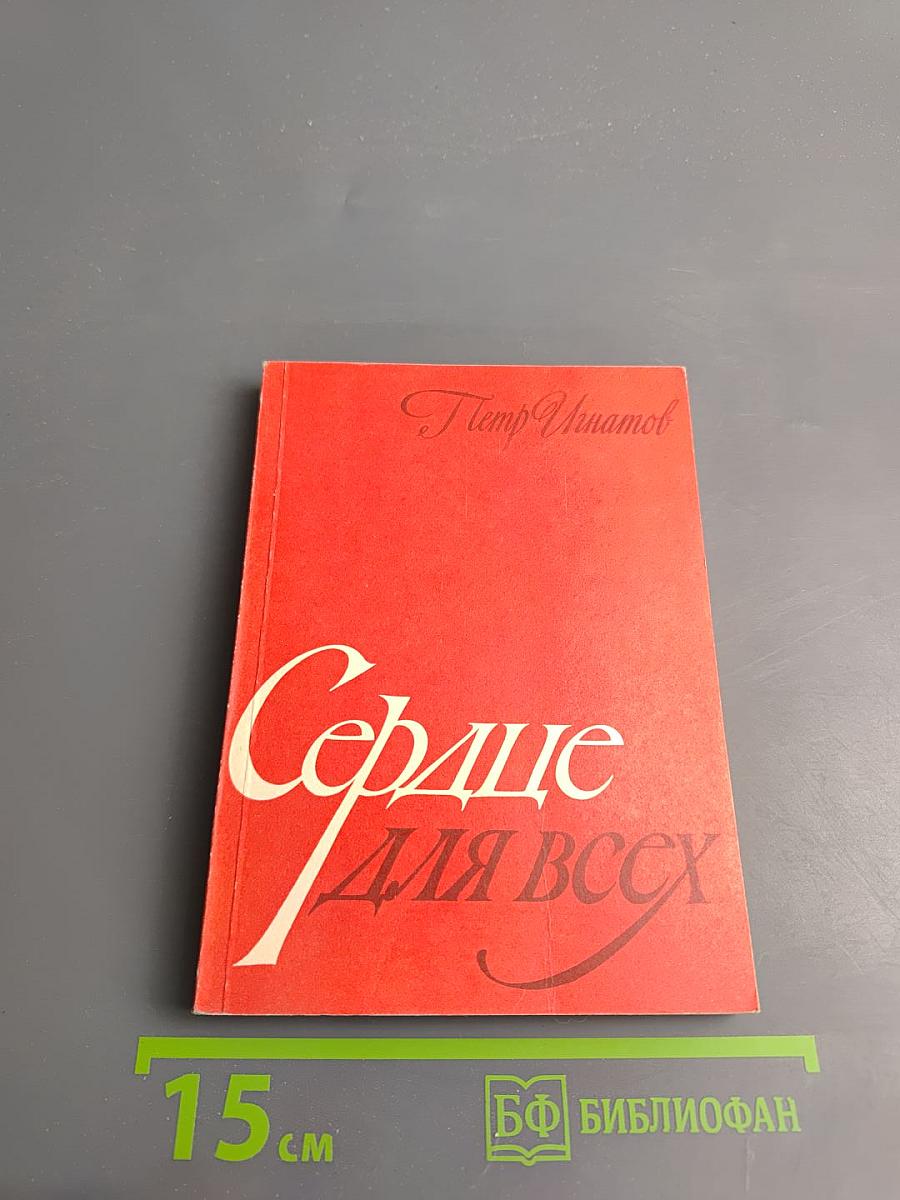 Петр Игнатов
Сердце
для всех
15 см
БФ БИБЛИОФАН